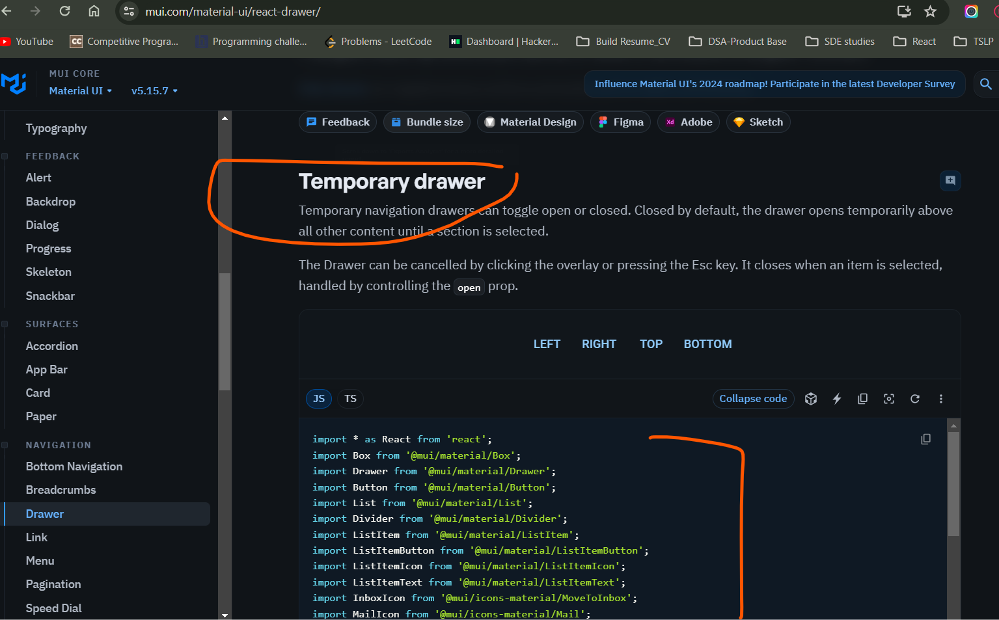 mui.com/material-ui/react-drawer/
YouTube
CC Competitive Progra...
h Programming challe...
Problems - LeetCode
Dashboard | Hacker...
Build Resume_CV
DSA-Product Base
SDE studies
React
TSLP
MUI CORE
Material UI
v5.15.7
Influence Material UI's 2024 roadmap! Participate in the latest Developer Survey
Typography
FEEDBACK
Alert
Backdrop
Dialog
Progress
Skeleton
Snackbar
SURFACES
Accordion
App Bar
Card
Paper
NAVIGATION
Bottom Navigation
Breadcrumbs
Drawer
Link
Menu
Pagination
Speed Dial
Feedback
Bundle size
Material Design
Figma
Xd Adobe
Sketch
Temporary drawer
Temporary navigation drawers can toggle open or closed. Closed by default, the drawer opens temporarily above
all other content until a section is selected.
The Drawer can be cancelled by clicking the overlay or pressing the Esc key. It closes when an item is selected,
handled by controlling the open prop.
LEFT RIGHT TOP BOTTOM
JS TS
Collapse code
import * as React from 'react';
import Box from '@mui/material/Box';
import Drawer from '@mui/material/Drawer';
import Button from '@mui/material/Button';
import List from '@mui/material/List';
import Divider from '@mui/material/Divider';
import ListItem from '@mui/material/ListItem';
import ListItemButton from '@mui/material/ListItemButton';
import ListItemIcon from '@mui/material/ListItemIcon';
import ListItemText from '@mui/material/ListItemText';
import InboxIcon from '@mui/icons-material/MoveToInbox';
import MailIcon from '@mui/icons-material/Mail';